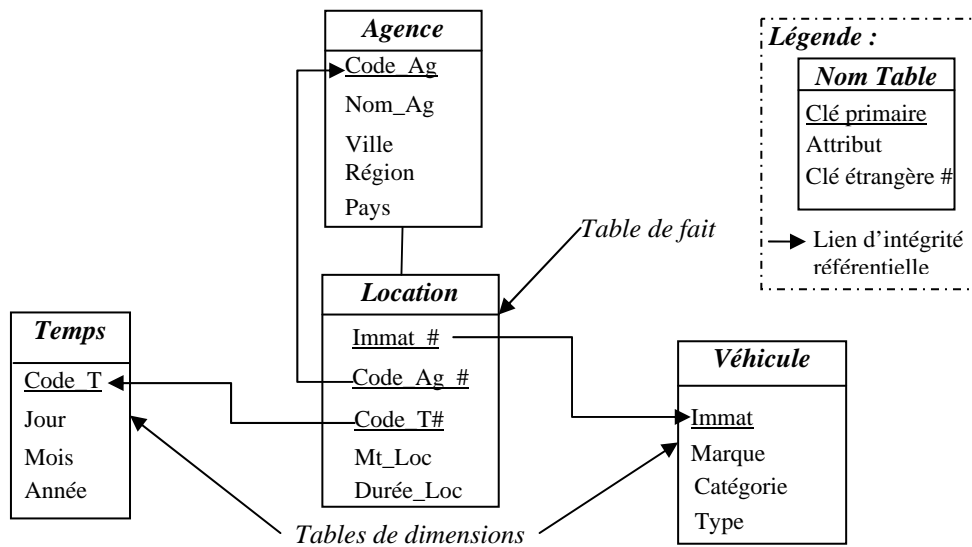 Agence
Code_Ag
Nom_Ag
Ville
Région
Pays
Légende :
Nom Table
Clé primaire
Attribut
Clé étrangère #
Lien d’intégrité
référentielle
Table de fait
Location
Immat_#
Code_Ag_#
Code_T#
Mt_Loc
Durée_Loc
Temps
Code_T
Jour
Mois
Année
Véhicule
Immat
Marque
Catégorie
Type
Tables de dimensions